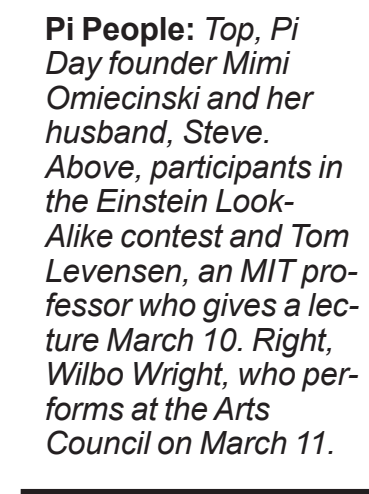 Pi People: Top, Pi
Day founder Mimi
Omiecinski and her
husband, Steve.
Above, participants in
the Einstein Look-
Alike contest and Tom
Levensen, an MIT pro-
fessor who gives a lec-
ture March 10. Right,
Wilbo Wright, who per-
forms at the Arts
Council on March 11.